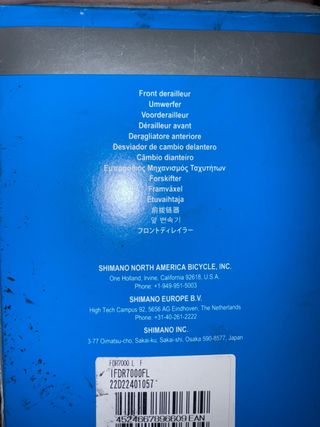 Front derailleur
Umwerfer
Voorderailleur
Dérailleur avant
Deragliatore anteriore
Desviador de cambio delantero
Câmbio dianteiro
Εμπρόσθιος Μηχανισμός Ταχυτήτων
Forskifter
Framväxel
Etuvaihtaja
前拨链器
앞 변속기
フロントディレイラー
SHIMANO NORTH AMERICA BICYCLE, INC.
One Holland, Irvine, California 92618, U.S.A.
Phone: +1-949-951-5003
SHIMANO EUROPE B.V.
High Tech Campus 92, 5656 AG Eindhoven, The Netherlands
Phone: +31-40-261-2222
SHIMANO INC.
3-77 Oimatsu-cho, Sakai-ku, Sakai-shi, Osaka 590-8577, Japan
FDR7000 L F
IFDR7000FL
22D22401057
4524667896609 EAN